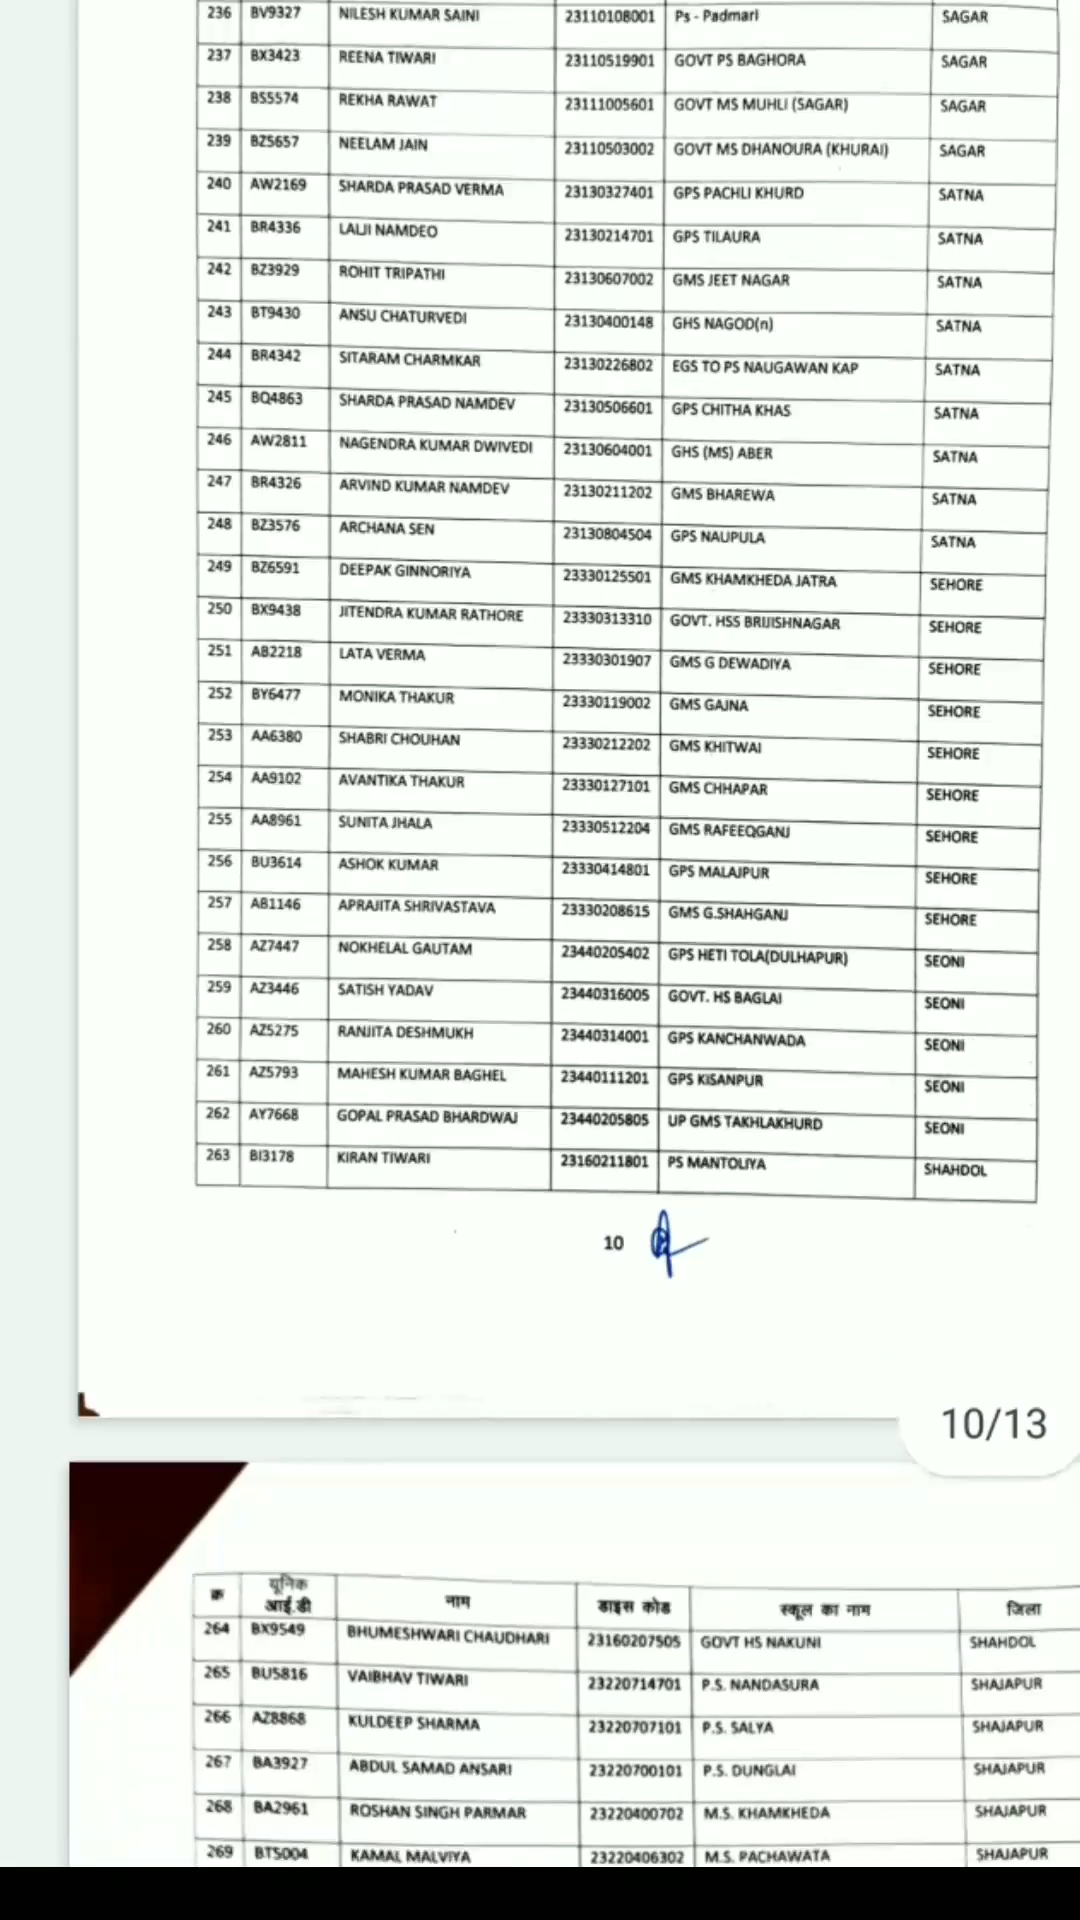 236 BV9327 NILESH KUMAR SAINI 23110108001 Ps - Padmari SAGAR
237 BX3423 REENA TIWARI 23110519901 GOVT PS BAGHORA SAGAR
238 BS5574 REKHA RAWAT 23111005601 GOVT MS MUHLI (SAGAR) SAGAR
239 BZ5657 NEELAM JAIN 23110503002 GOVT MS DHANOURA (KHURAI) SAGAR
240 AW2169 SHARDA PRASAD VERMA 23130327401 GPS PACHLI KHURD SATNA
241 BR4336 LALJI NAMDEO 23130214701 GPS TILAURA SATNA
242 BZ3929 ROHIT TRIPATHI 23130607002 GMS JEET NAGAR SATNA
243 BT9430 ANSU CHATURVEDI 23130400148 GHS NAGOD(n) SATNA
244 BR4342 SITARAM CHARMKAR 23130226802 EGS TO PS NAUGAWAN KAP SATNA
245 BQ4863 SHARDA PRASAD NAMDEV 23130506601 GPS CHITHA KHAS SATNA
246 AW2811 NAGENDRA KUMAR DWIVEDI 23130604001 GHS (MS) ABER SATNA
247 BR4326 ARVIND KUMAR NAMDEV 23130211202 GMS BHAREWA SATNA
248 BZ3576 ARCHANA SEN 23130804504 GPS NAUPULA SATNA
249 BZ6591 DEEPAK GINNORIYA 23330125501 GMS KHAMKHEDA JATRA SEHORE
250 BX9438 JITENDRA KUMAR RATHORE 23330313310 GOVT. HSS BRIJISHNAGAR SEHORE
251 AB2218 LATA VERMA 23330301907 GMS G DEWADIYA SEHORE
252 BY6477 MONIKA THAKUR 23330119002 GMS GAJNA SEHORE
253 AA6380 SHABRI CHOUHAN 23330212202 GMS KHITWAI SEHORE
254 AA9102 AVANTIKA THAKUR 23330127101 GMS CHHAPAR SEHORE
255 AA8961 SUNITA JHALA 23330512204 GMS RAFEEQGANJ SEHORE
256 BU3614 ASHOK KUMAR 23330414801 GPS MALAJPUR SEHORE
257 AB1146 APRAJITA SHRIVASTAVA 23330208615 GMS G.SHAHGANJ SEHORE
258 AZ7447 NOKHELAL GAUTAM 23440205402 GPS HETI TOLA(DULHAPUR) SEONI
259 AZ3446 SATISH YADAV 23440316005 GOVT. HS BAGLAI SEONI
260 AZ5275 RANJITA DESHMUKH 23440314001 GPS KANCHANWADA SEONI
261 AZ5793 MAHESH KUMAR BAGHEL 23440111201 GPS KISANPUR SEONI
262 AY7668 GOPAL PRASAD BHARDWAJ 23440205805 UP GMS TAKHLAKHURD SEONI
263 BI3178 KIRAN TIWARI 23160211801 PS MANTOLIYA SHAHDOL
10
10/13
क्र यूनिक आई.डी नाम डाइस कोड स्कूल का नाम जिला
264 BX9549 BHUMESHWARI CHAUDHARI 23160207505 GOVT HS NAKUNI SHAHDOL
265 BU5816 VAIBHAV TIWARI 23220714701 P.S. NANDASURA SHAJAPUR
266 AZ8868 KULDEEP SHARMA 23220707101 P.S. SALYA SHAJAPUR
267 BA3927 ABDUL SAMAD ANSARI 23220700101 P.S. DUNGLAI SHAJAPUR
268 BA2961 ROSHAN SINGH PARMAR 23220400702 M.S. KHAMKHEDA SHAJAPUR
269 BT5004 KAMAL MALVIYA 23220406302 M.S. PACHAWATA SHAJAPUR